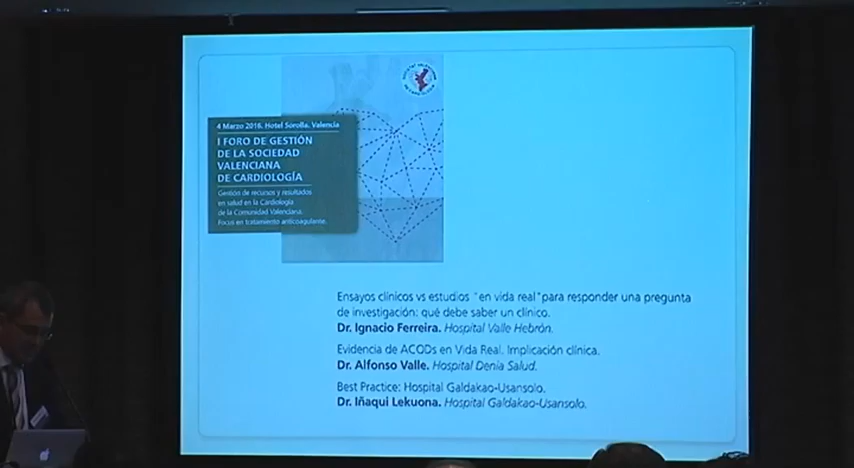 SOCIETAT VALENCIANA DE CARDIOLOGIA
4 Marzo 2016. Hotel Sorolla. Valencia
I FORO DE GESTIÓN
DE LA SOCIEDAD
VALENCIANA
DE CARDIOLOGÍA
Gestión de recursos y resultados
en salud en la Cardiología
de la Comunidad Valenciana.
Focus en tratamiento anticoagulante.
Ensayos clínicos vs estudios "en vida real" para responder una pregunta
de investigación: qué debe saber un clínico.
Dr. Ignacio Ferreira. Hospital Valle Hebrón.
Evidencia de ACODs en Vida Real. Implicación clínica.
Dr. Alfonso Valle. Hospital Denia Salud.
Best Practice: Hospital Galdakao-Usansolo.
Dr. Iñaqui Lekuona. Hospital Galdakao-Usansolo.